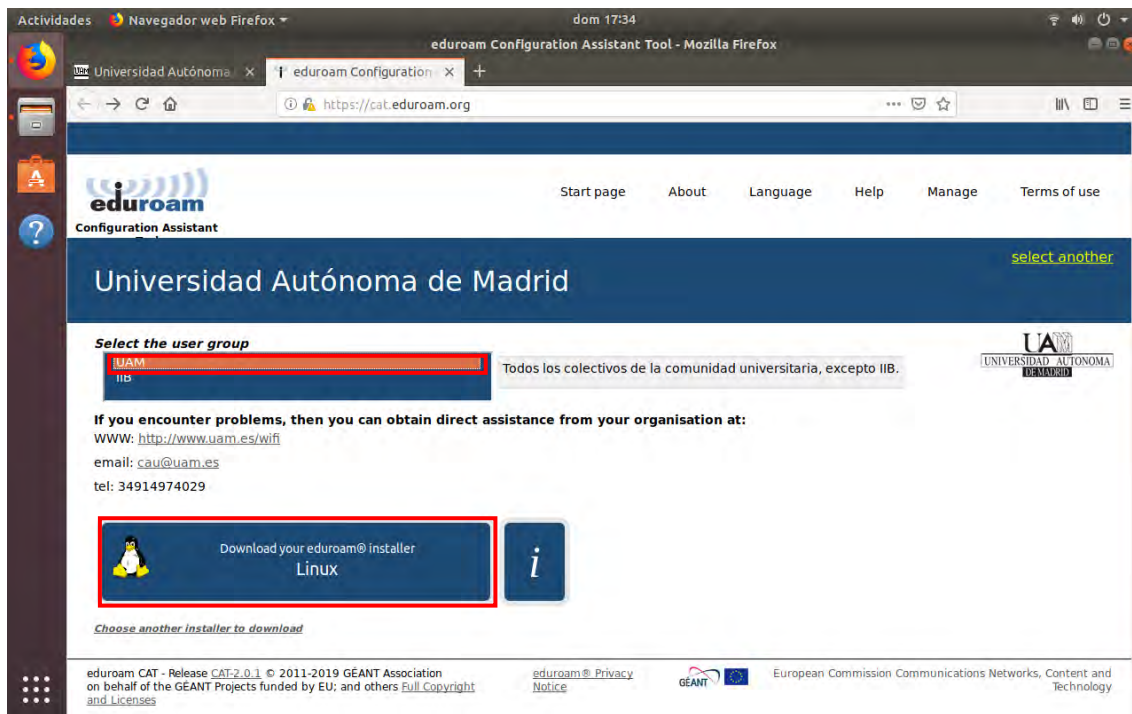 Actividades Navegador web Firefox dom 17:34
eduroam Configuration Assistant Tool - Mozilla Firefox
Universidad Autónoma eduroam Configuration
https://cat.eduroam.org
eduroam
Configuration Assistant
Start page About Language Help Manage Terms of use
select another
Universidad Autónoma de Madrid
Select the user group
UAM
IIB
Todos los colectivos de la comunidad universitaria, excepto IIB.
UAM
UNIVERSIDAD AUTONOMA
DE MADRID
If you encounter problems, then you can obtain direct assistance from your organisation at:
WWW: http://www.uam.es/wifi
email: cau@uam.es
tel: 34914974029
Download your eduroam® installer
Linux
i
Choose another installer to download
eduroam CAT - Release CAT-2.0.1 © 2011-2019 GÉANT Association
on behalf of the GÉANT Projects funded by EU; and others Full Copyright
and Licenses
eduroam® Privacy
Notice
GÉANT
European Commission Communications Networks, Content and
Technology